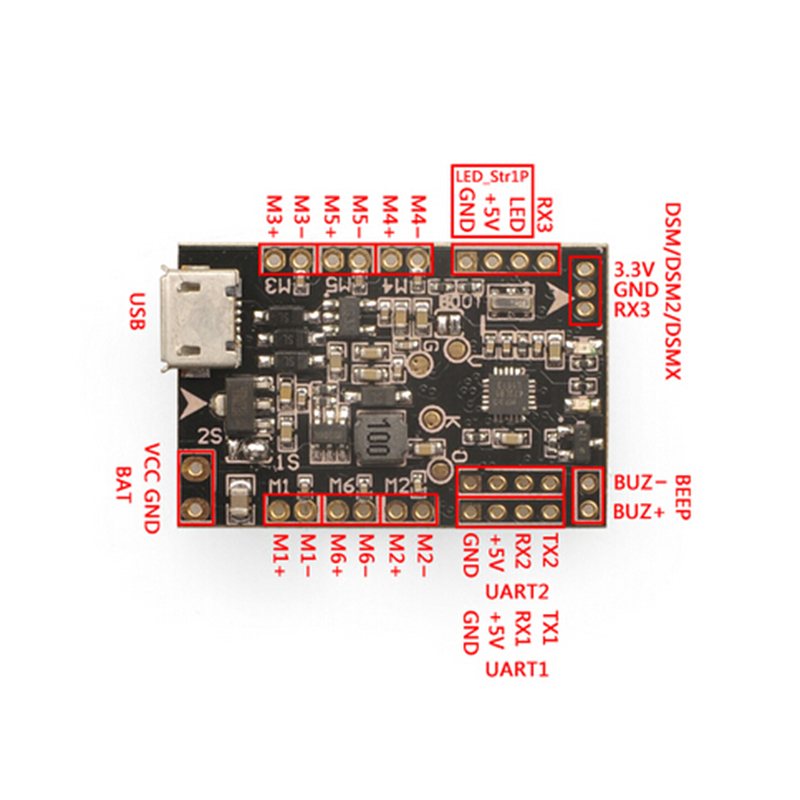 LED_Str1P
GND
+5V
LED
RX3
M3+
M3-
M5+
M5-
M4+
M4-
DSM/DSM2/DSMX
3.3V
GND
RX3
USB
M3
M5
M4
BOOT
G
K
O
100
2S
1S
VCC GND
BAT
M1
M6
M2
BUZ-
BUZ+
BEEP
M1+
M1-
M6+
M6-
M2+
M2-
GND
+5V
RX2
TX2
UART2
GND
+5V
RX1
TX1
UART1